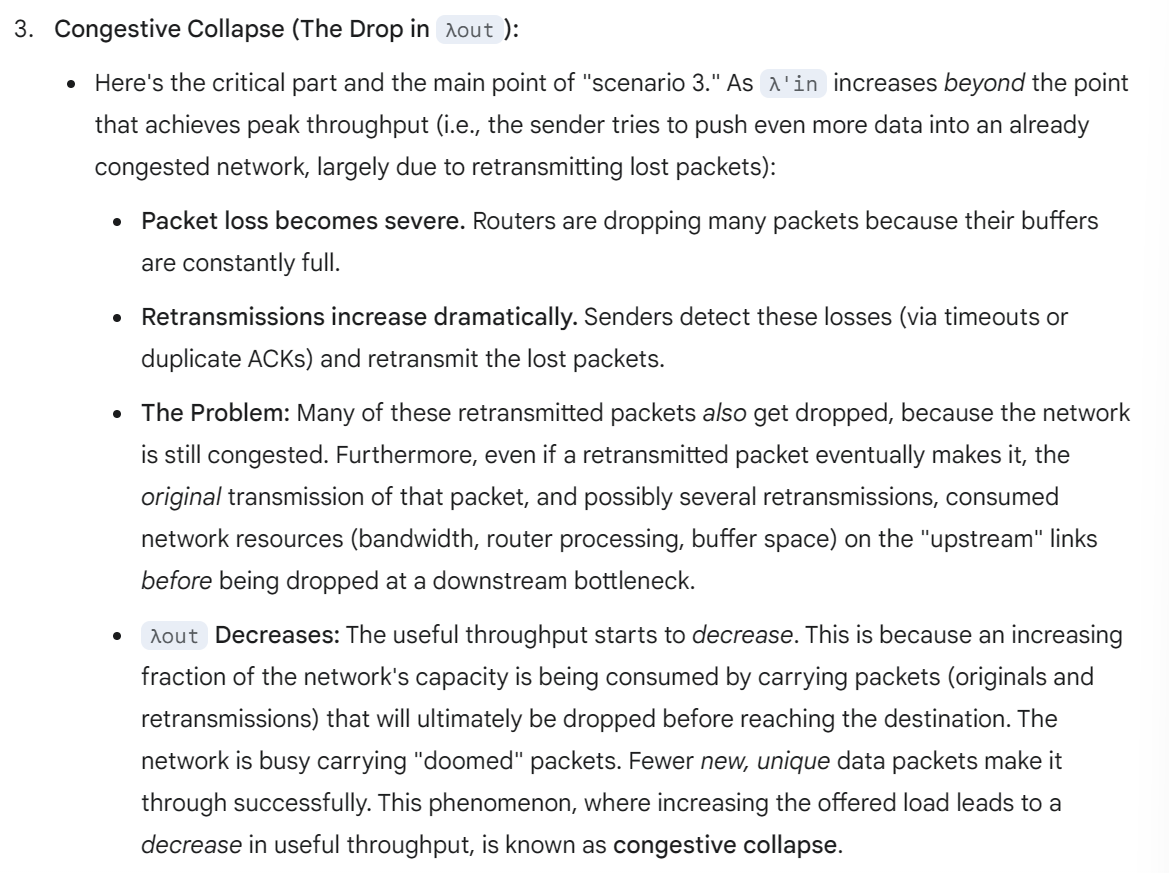 3. Congestive Collapse (The Drop in λout ):
• Here's the critical part and the main point of "scenario 3." As λ'in increases beyond the point
that achieves peak throughput (i.e., the sender tries to push even more data into an already
congested network, largely due to retransmitting lost packets):
• Packet loss becomes severe. Routers are dropping many packets because their buffers
are constantly full.
• Retransmissions increase dramatically. Senders detect these losses (via timeouts or
duplicate ACKs) and retransmit the lost packets.
• The Problem: Many of these retransmitted packets also get dropped, because the network
is still congested. Furthermore, even if a retransmitted packet eventually makes it, the
original transmission of that packet, and possibly several retransmissions, consumed
network resources (bandwidth, router processing, buffer space) on the "upstream" links
before being dropped at a downstream bottleneck.
• λout Decreases: The useful throughput starts to decrease. This is because an increasing
fraction of the network's capacity is being consumed by carrying packets (originals and
retransmissions) that will ultimately be dropped before reaching the destination. The
network is busy carrying "doomed" packets. Fewer new, unique data packets make it
through successfully. This phenomenon, where increasing the offered load leads to a
decrease in useful throughput, is known as congestive collapse.